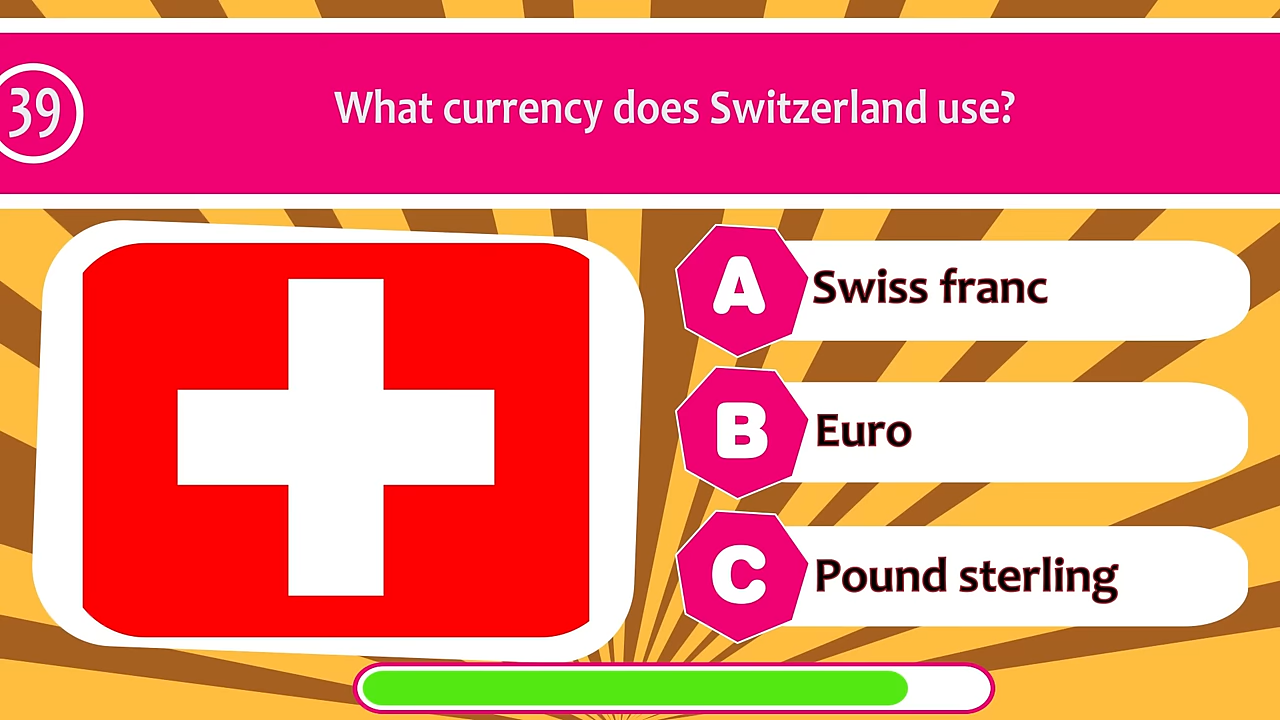 39
What currency does Switzerland use?
A
Swiss franc
B
Euro
C
Pound sterling